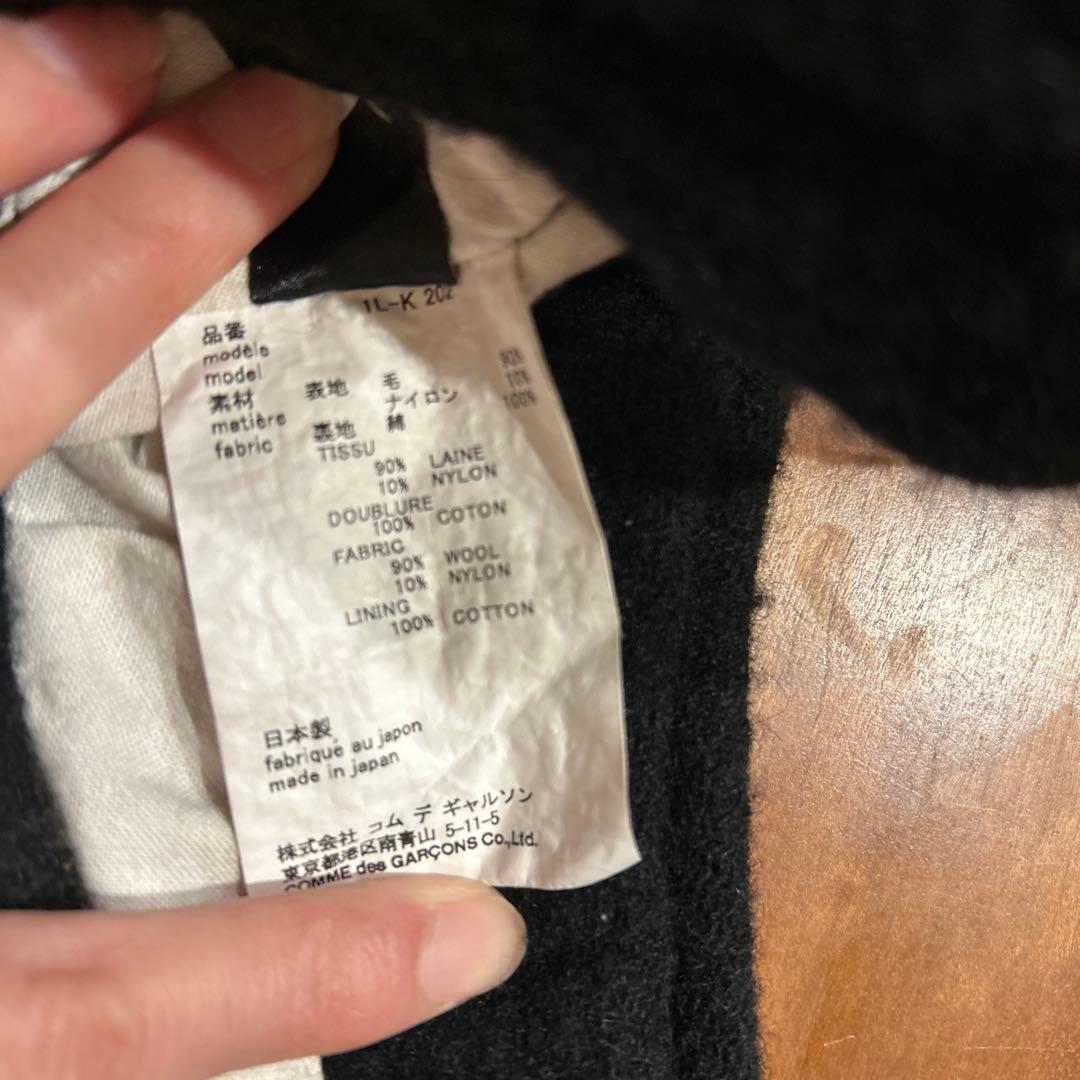 1L-K 202
品番
modèle
model
素材 表地 毛 90%
matière ナイロン 10%
fabric 裏地 綿 100%
TISSU
90% LAINE
10% NYLON
DOUBLURE
100% COTON
FABRIC
90% WOOL
10% NYLON
LINING
100% COTTON
日本製
fabriqué au japon
made in japan
株式会社 コム デ ギャルソン
東京都港区南青山 5-11-5
COMME des GARÇONS Co.,Ltd.